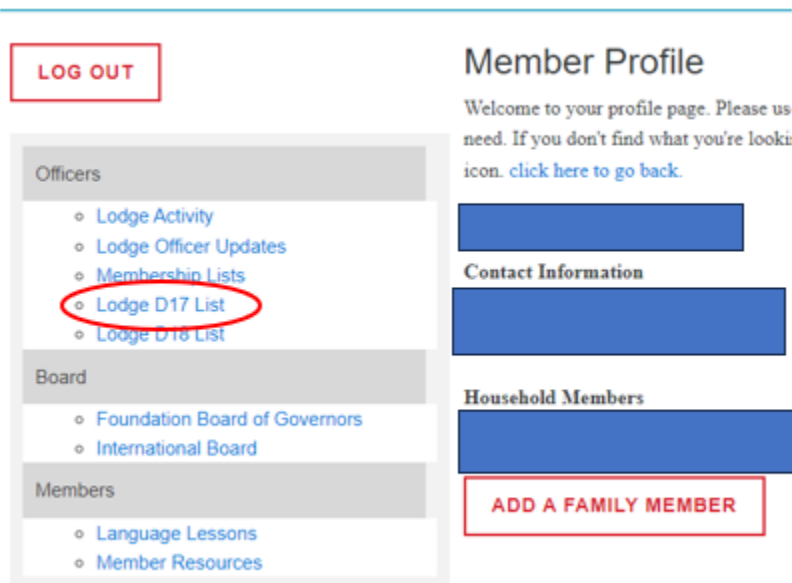 LOG OUT
Officers
Lodge Activity
Lodge Officer Updates
Membership Lists
Lodge D17 List
Lodge D18 List
Board
Foundation Board of Governors
International Board
Members
Language Lessons
Member Resources
Member Profile
Welcome to your profile page. Please us
need. If you don't find what you're looki
icon. click here to go back.
Contact Information
Household Members
ADD A FAMILY MEMBER